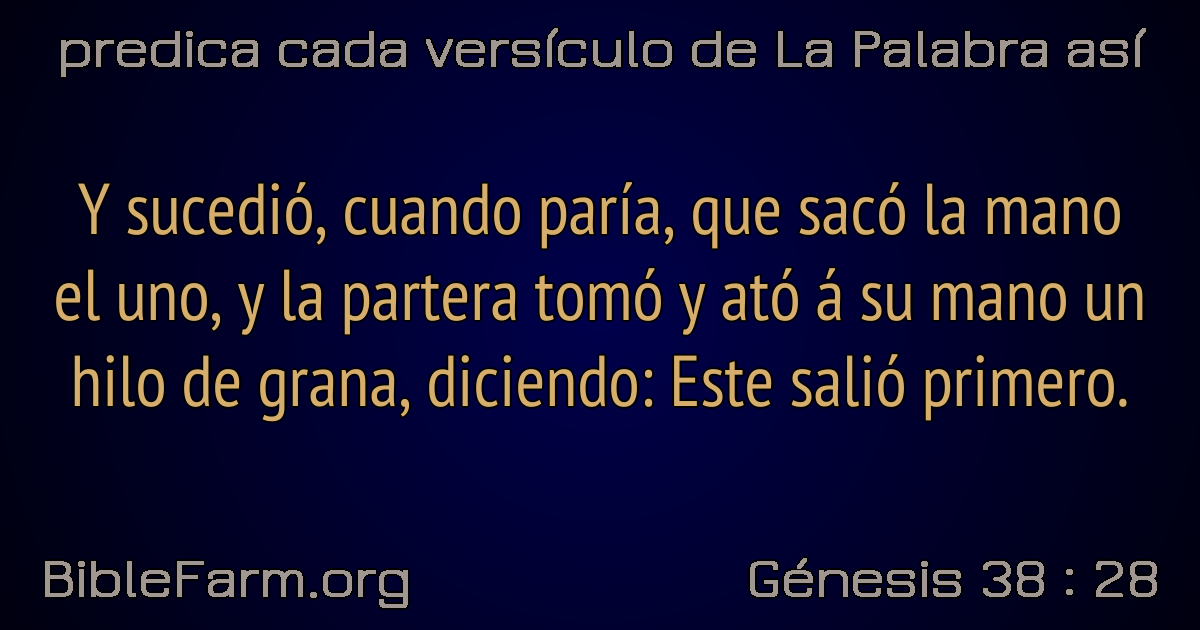 predica cada versículo de La Palabra así
Y sucedió, cuando paría, que sacó la mano
el uno, y la partera tomó y ató á su mano un
hilo de grana, diciendo: Este salió primero.
BibleFarm.org
Génesis 38 : 28